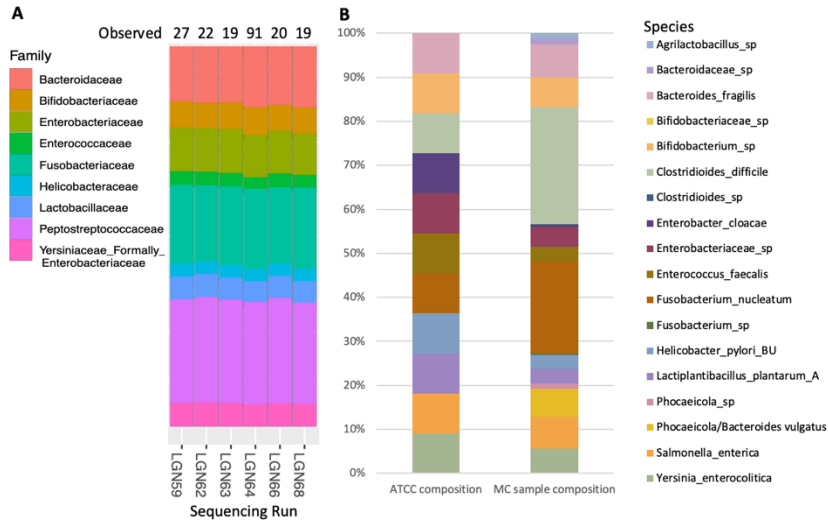 A
Observed 27 22 19 91 20 19
Family
Bacteroidaceae
Bifidobacteriaceae
Enterobacteriaceae
Enterococcaceae
Fusobacteriaceae
Helicobacteraceae
Lactobacillaceae
Peptostreptococcaceae
Yersiniaceae_Formally_
Enterobacteriaceae
LGN59
LGN62
LGN63
LGN64
LGN66
LGN68
Sequencing Run
B
100%
90%
80%
70%
60%
50%
40%
30%
20%
10%
0%
ATCC composition
MC sample composition
Species
Agrilactobacillus_sp
Bacteroidaceae_sp
Bacteroides_fragilis
Bifidobacteriaceae_sp
Bifidobacterium_sp
Clostridioides_difficile
Clostridioides_sp
Enterobacter_cloacae
Enterobacteriaceae_sp
Enterococcus_faecalis
Fusobacterium_nucleatum
Fusobacterium_sp
Helicobacter_pylori_BU
Lactiplantibacillus_plantarum_A
Phocaeicola_sp
Phocaeicola/Bacteroides vulgatus
Salmonella_enterica
Yersinia_enterocolitica